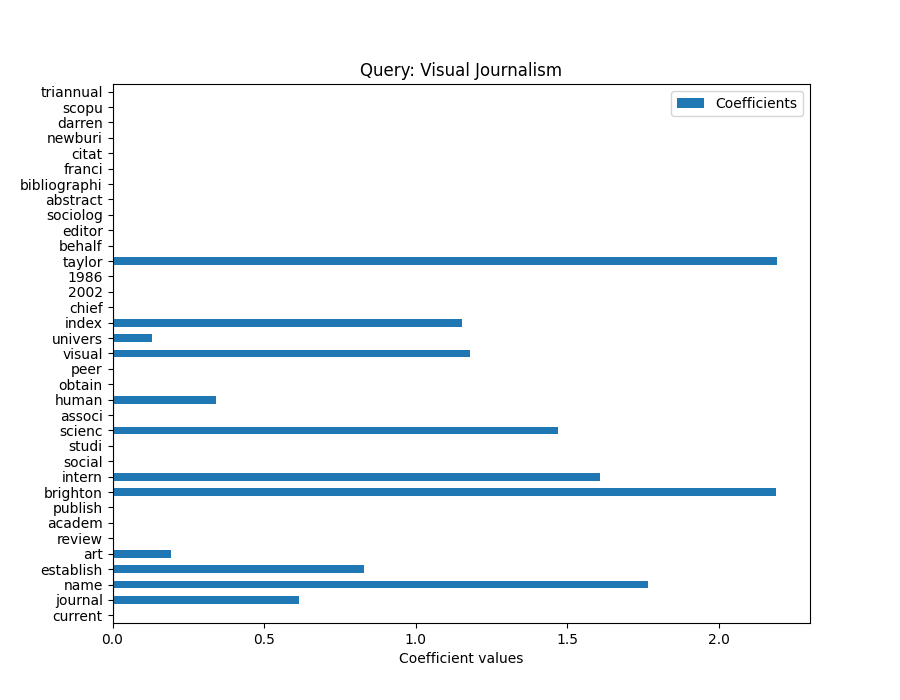 Query: Visual Journalism
Coefficients
triannual
scopu
darren
newburi
citat
franci
bibliographi
abstract
sociolog
editor
behalf
taylor
1986
2002
chief
index
univers
visual
peer
obtain
human
associ
scienc
studi
social
intern
brighton
publish
academ
review
art
establish
name
journal
current
0.0 0.5 1.0 1.5 2.0
Coefficient values